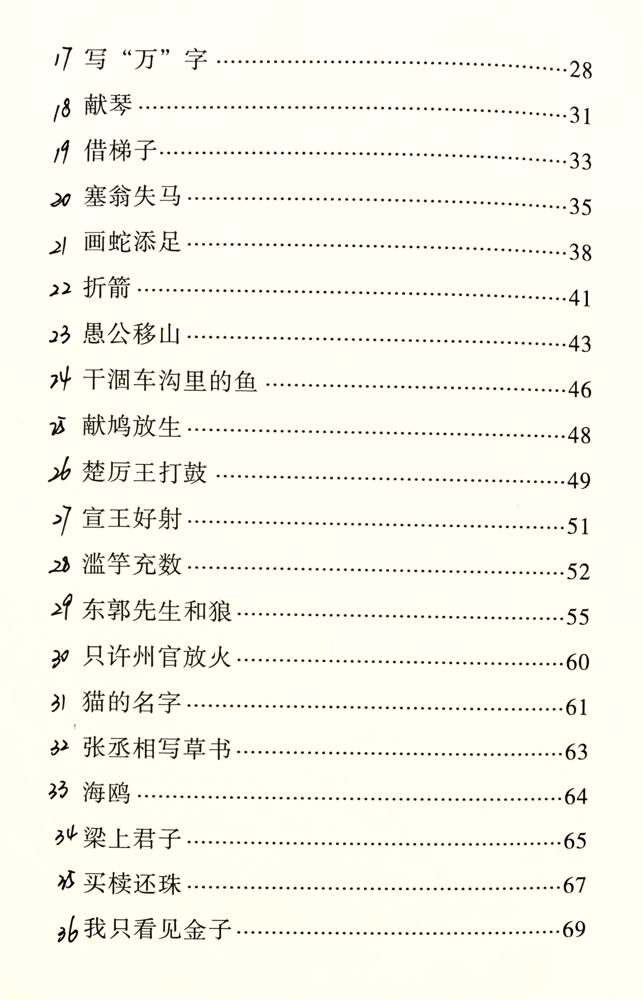 17 写“万”字 ……………………………………28
18 献琴 ……………………………………31
19 借梯子……………………………………33
20 塞翁失马……………………………………35
21 画蛇添足……………………………………38
22 折箭 ……………………………………41
23 愚公移山……………………………………43
24 干涸车沟里的鱼 ……………………………………46
25 献鸠放生……………………………………48
26 楚厉王打鼓 ……………………………………49
27 宣王好射……………………………………51
28 滥竽充数……………………………………52
29 东郭先生和狼……………………………………55
30 只许州官放火……………………………………60
31 猫的名字……………………………………61
32 张丞相写草书……………………………………63
33 海鸥 ……………………………………64
34 梁上君子……………………………………65
35 买椟还珠……………………………………67
36 我只看见金子……………………………………69